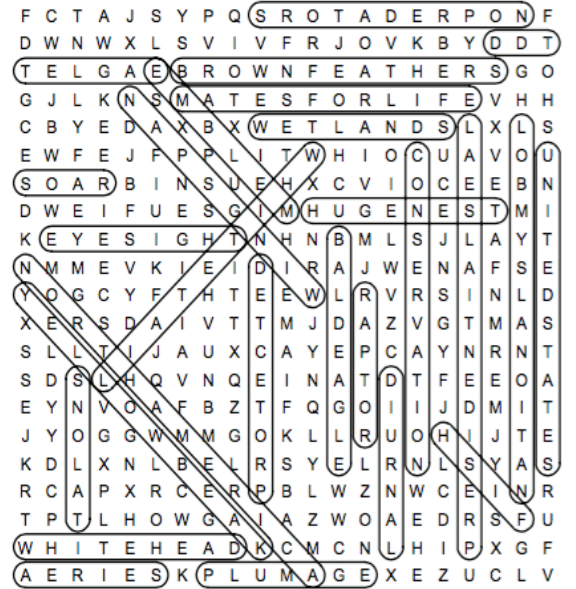 F C T A J S Y P Q S R O T A D E R P O N F
D W N W X L S V I V F R J O V K B Y D D T
T E L G A E B R O W N F E A T H E R S G O
G J L K N S M A T E S F O R L I F E V H H
C B Y E D A X B X W E T L A N D S L X L S
E W F E J F P P L I T W H I O C U A V O U
S O A R B I N S U E H X C V I O C E E B N
D W E I F U E S G I M H U G E N E S T M I
K E Y E S I G H T N H N B M L S J L A Y T
N M M E V K I E I D I R A J W E N A F S E
Y O G C Y F T H T E E W L R V R S I N L D
X E R S D A I V T T M J D A Z V G T M A S
S L L T I J A U X C A Y E P C A Y N R N T
S D S L H Q V N Q E I N A T D T F E E O A
E Y N V O A F B Z T F Q G O I I J D M I T
J Y O G G W M M G O K L L R U O H I J T E
K D L X N L B E L R S Y E L R N L S Y A S
R C A P X R C E R P B L W Z N W C E I N R
T P T L H O W G A I A Z W O A E D R S F U
W H I T E H E A D K C M C N L H I P X G F
A E R I E S K P L U M A G E X E Z U C L V